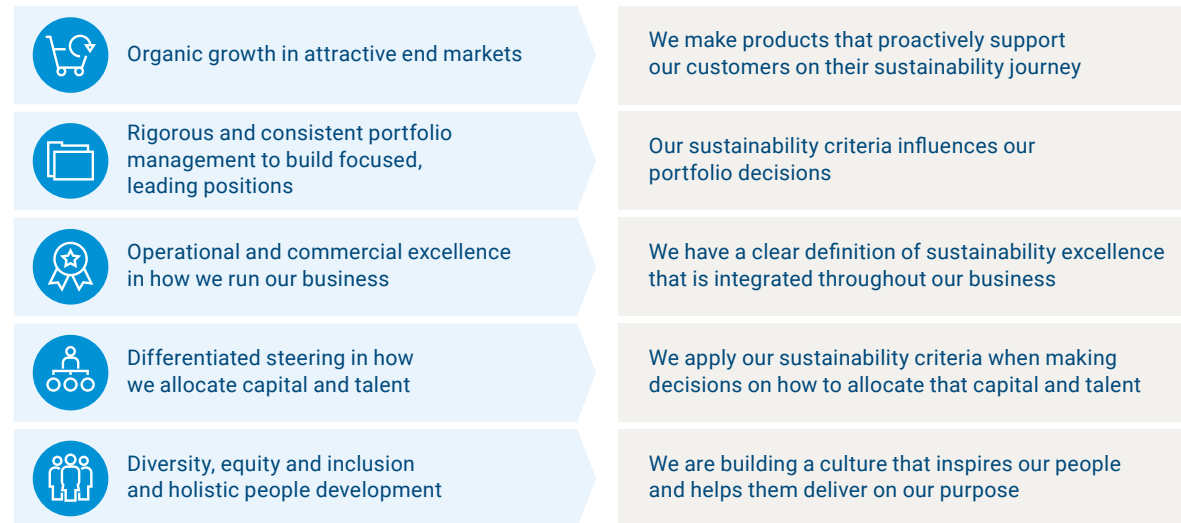 Organic growth in attractive end markets
We make products that proactively support
our customers on their sustainability journey
Rigorous and consistent portfolio
management to build focused,
leading positions
Our sustainability criteria influences our
portfolio decisions
Operational and commercial excellence
in how we run our business
We have a clear definition of sustainability excellence
that is integrated throughout our business
Differentiated steering in how
we allocate capital and talent
We apply our sustainability criteria when making
decisions on how to allocate that capital and talent
Diversity, equity and inclusion
and holistic people development
We are building a culture that inspires our people
and helps them deliver on our purpose